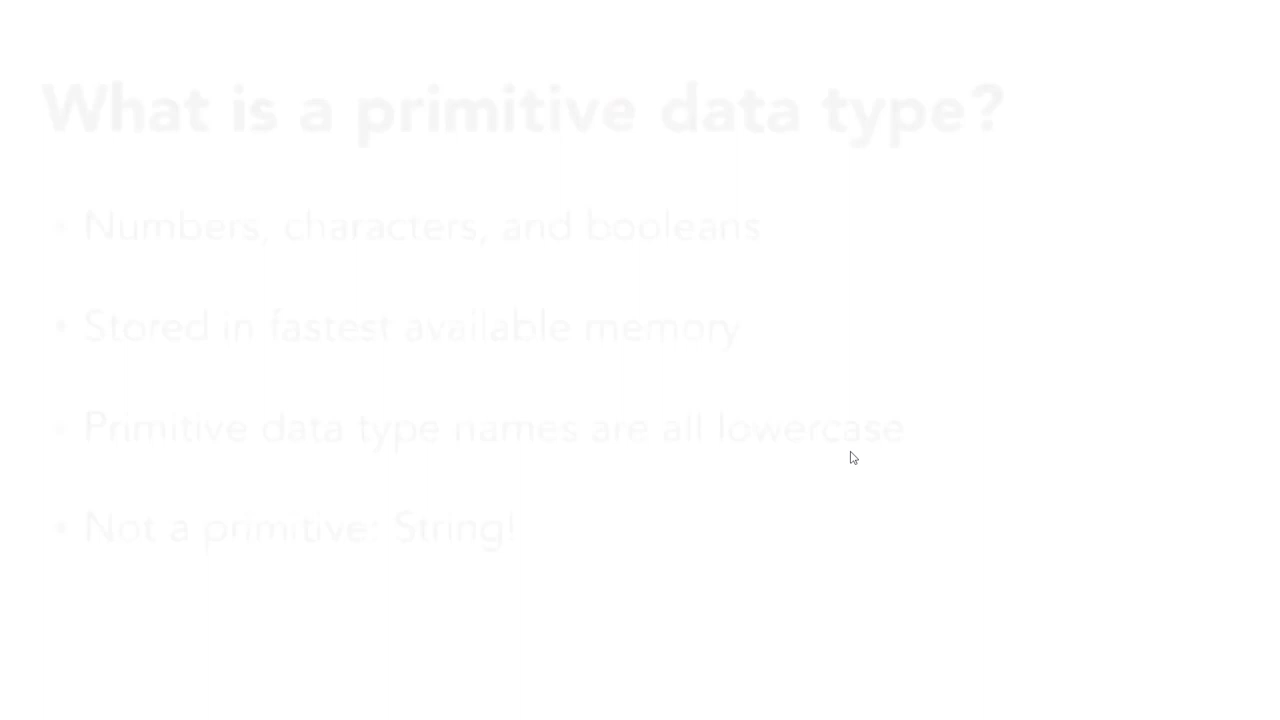 What is a primitive data type?
• Numbers, characters, and booleans
• Stored in fastest available memory
• Primitive data type names are all lowercase
• Not a primitive: String!